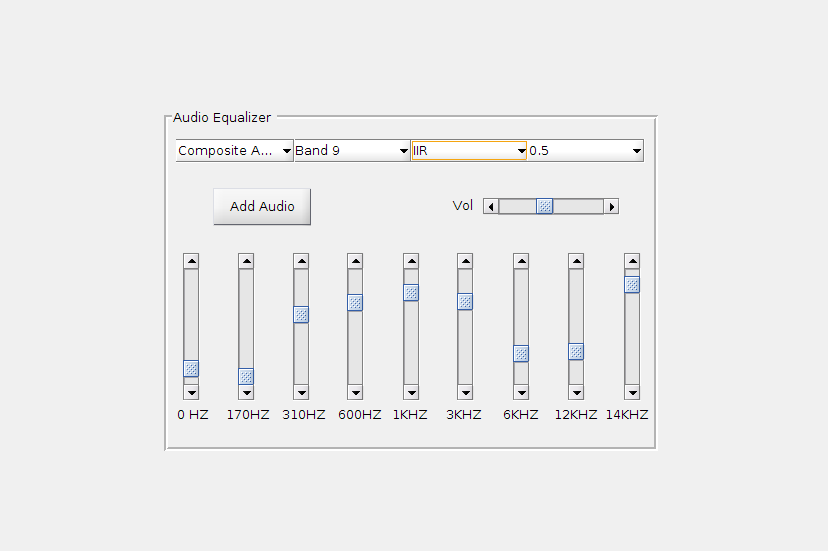 Audio Equalizer
Composite A... Band 9 IIR 0.5
Add Audio Vol
0 HZ 170HZ 310HZ 600HZ 1KHZ 3KHZ 6KHZ 12KHZ 14KHZ